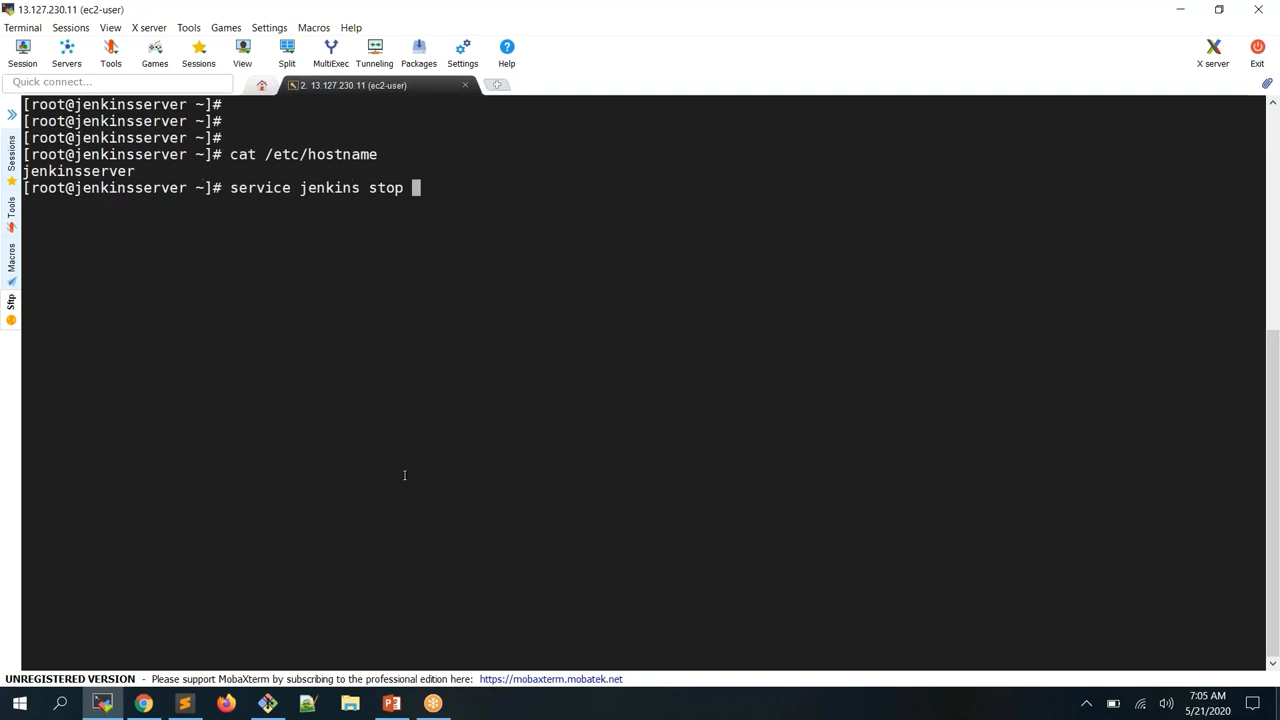 13.127.230.11 (ec2-user)
Terminal Sessions View X server Tools Games Settings Macros Help
Session Servers Tools Games Sessions View Split MultiExec Tunneling Packages Settings Help X server Exit
Quick connect...
2. 13.127.230.11 (ec2-user)
[root@jenkinsserver ~]#
[root@jenkinsserver ~]#
[root@jenkinsserver ~]#
[root@jenkinsserver ~]# cat /etc/hostname
jenkinsserver
[root@jenkinsserver ~]# service jenkins stop
Sessions
Tools
Macros
Sftp
UNREGISTERED VERSION - Please support MobaXterm by subscribing to the professional edition here: https://mobaxterm.mobatek.net
7:05 AM
5/21/2020